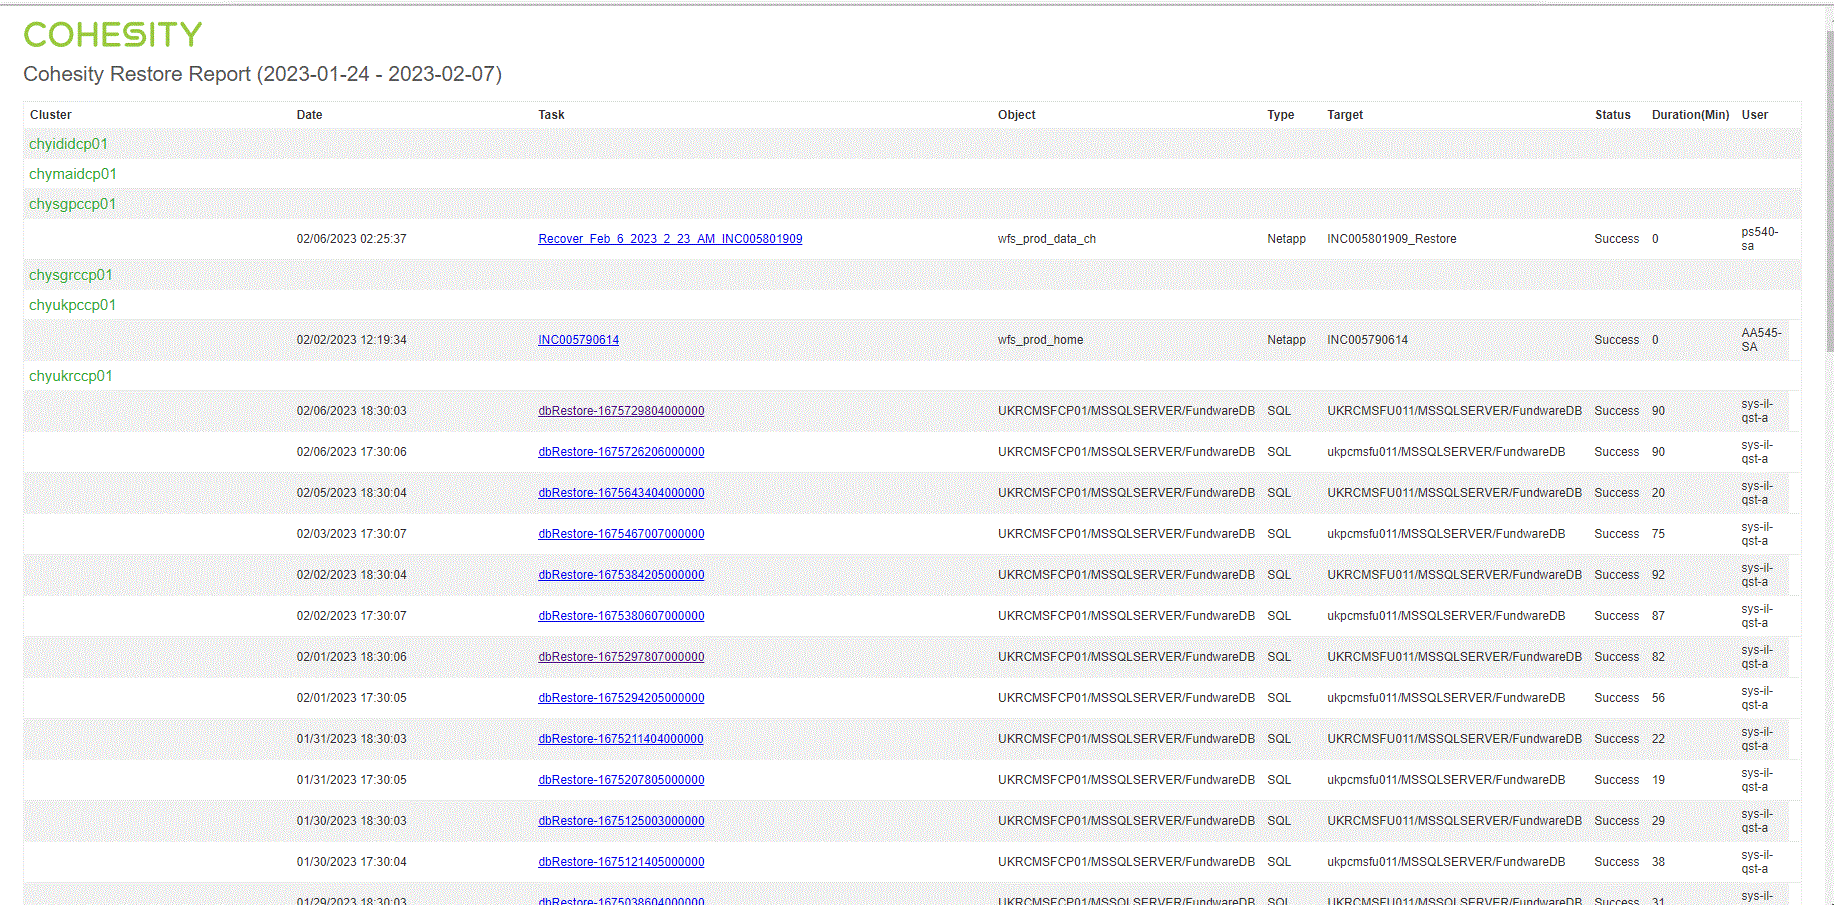 COHESITY
Cohesity Restore Report (2023-01-24 - 2023-02-07)
Cluster Date Task Object Type Target Status Duration(Min) User
chyididcp01
chymaidcp01
chysgpccp01
02/06/2023 02:25:37 Recover_Feb_6_2023_2_23_AM_INC005801909 wfs_prod_data_ch Netapp INC005801909_Restore Success 0 ps540-sa
chysgrccp01
chyukpccp01
02/02/2023 12:19:34 INC005790614 wfs_prod_home Netapp INC005790614 Success 0 AA545-SA
chyukrccp01
02/06/2023 18:30:03 dbRestore-1675729804000000 UKRCMSFCP01/MSSQLSERVER/FundwareDB SQL UKRCMSFU011/MSSQLSERVER/FundwareDB Success 90 sys-il-qst-a
02/06/2023 17:30:06 dbRestore-1675726206000000 UKRCMSFCP01/MSSQLSERVER/FundwareDB SQL ukpcmsfu011/MSSQLSERVER/FundwareDB Success 90 sys-il-qst-a
02/05/2023 18:30:04 dbRestore-1675643404000000 UKRCMSFCP01/MSSQLSERVER/FundwareDB SQL UKRCMSFU011/MSSQLSERVER/FundwareDB Success 20 sys-il-qst-a
02/03/2023 17:30:07 dbRestore-1675467007000000 UKRCMSFCP01/MSSQLSERVER/FundwareDB SQL ukpcmsfu011/MSSQLSERVER/FundwareDB Success 75 sys-il-qst-a
02/02/2023 18:30:04 dbRestore-1675384205000000 UKRCMSFCP01/MSSQLSERVER/FundwareDB SQL UKRCMSFU011/MSSQLSERVER/FundwareDB Success 92 sys-il-qst-a
02/02/2023 17:30:07 dbRestore-1675380607000000 UKRCMSFCP01/MSSQLSERVER/FundwareDB SQL ukpcmsfu011/MSSQLSERVER/FundwareDB Success 87 sys-il-qst-a
02/01/2023 18:30:06 dbRestore-1675297807000000 UKRCMSFCP01/MSSQLSERVER/FundwareDB SQL UKRCMSFU011/MSSQLSERVER/FundwareDB Success 82 sys-il-qst-a
02/01/2023 17:30:05 dbRestore-1675294205000000 UKRCMSFCP01/MSSQLSERVER/FundwareDB SQL ukpcmsfu011/MSSQLSERVER/FundwareDB Success 56 sys-il-qst-a
01/31/2023 18:30:03 dbRestore-1675211404000000 UKRCMSFCP01/MSSQLSERVER/FundwareDB SQL UKRCMSFU011/MSSQLSERVER/FundwareDB Success 22 sys-il-qst-a
01/31/2023 17:30:05 dbRestore-1675207805000000 UKRCMSFCP01/MSSQLSERVER/FundwareDB SQL ukpcmsfu011/MSSQLSERVER/FundwareDB Success 19 sys-il-qst-a
01/30/2023 18:30:03 dbRestore-1675125003000000 UKRCMSFCP01/MSSQLSERVER/FundwareDB SQL UKRCMSFU011/MSSQLSERVER/FundwareDB Success 29 sys-il-qst-a
01/30/2023 17:30:04 dbRestore-1675121405000000 UKRCMSFCP01/MSSQLSERVER/FundwareDB SQL ukpcmsfu011/MSSQLSERVER/FundwareDB Success 38 sys-il-qst-a
01/29/2023 18:30:03 dbRestore-1675038604000000 UKRCMSFCP01/MSSQLSERVER/FundwareDB SQL UKRCMSFU011/MSSQLSERVER/FundwareDB Success 31 sys-il-